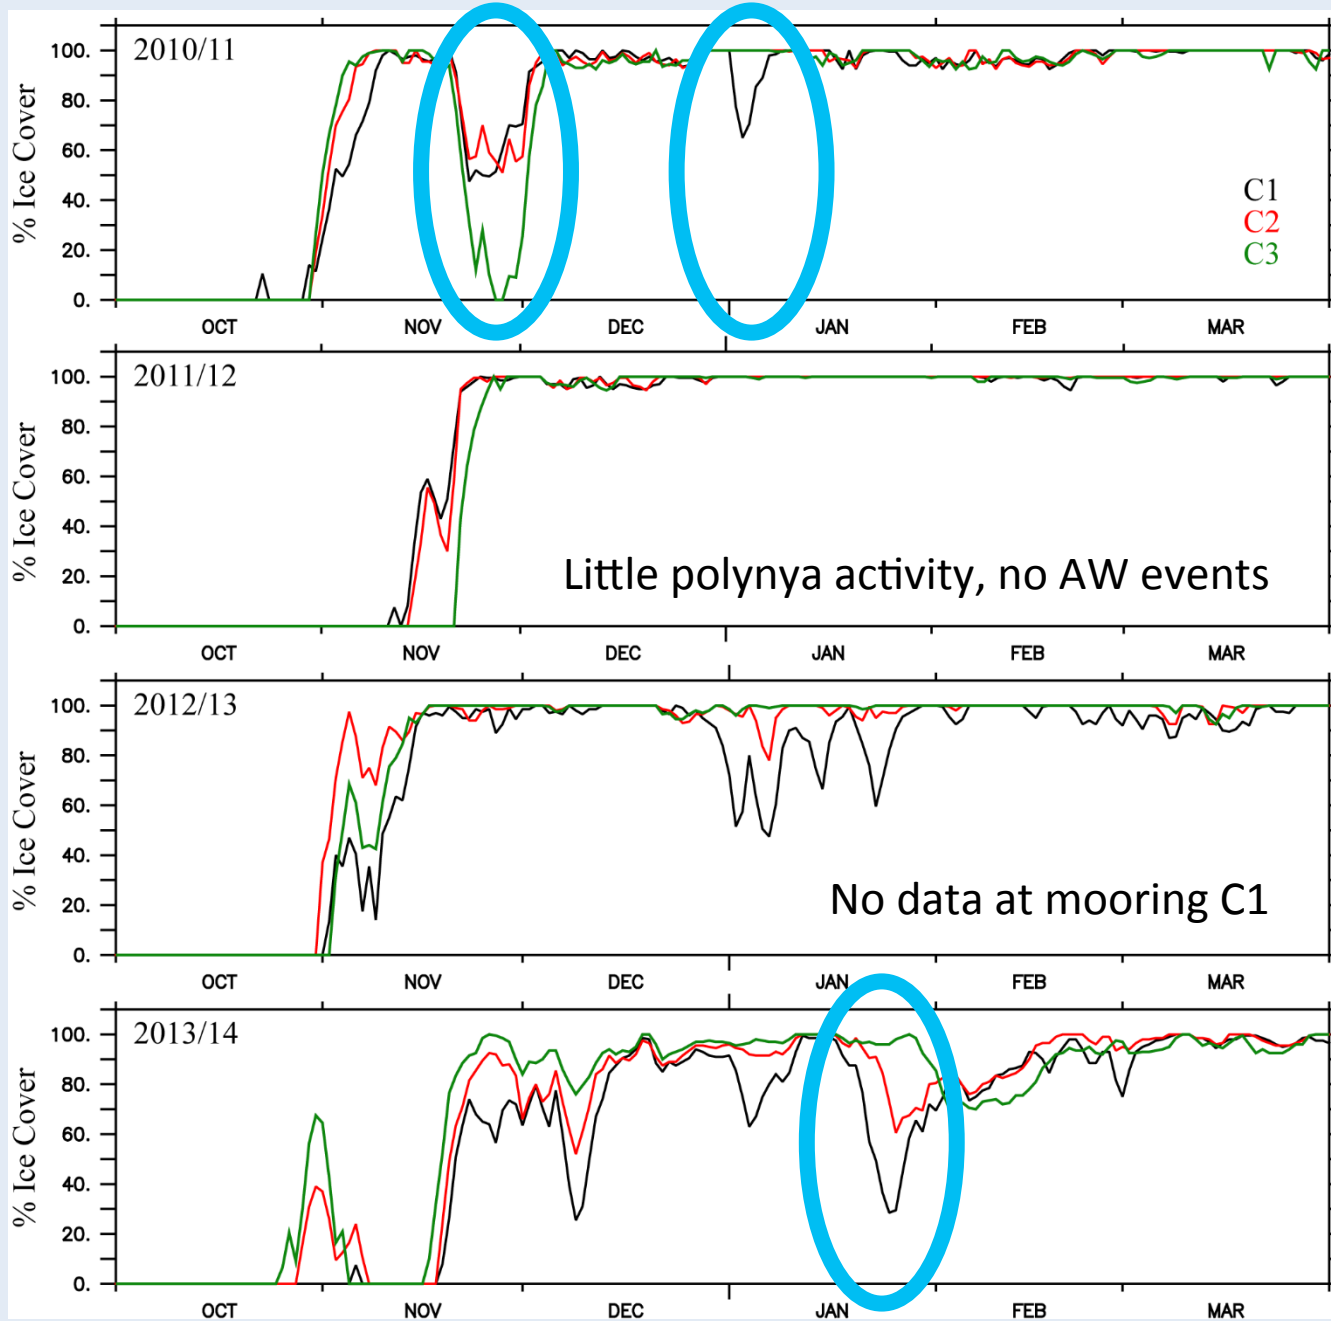 2010/11
% Ice Cover
100.
80.
60.
40.
20.
0.
C1
C2
C3
OCT NOV DEC JAN FEB MAR
2011/12
% Ice Cover
100.
80.
60.
40.
20.
0.
Little polynya activity, no AW events
OCT NOV DEC JAN FEB MAR
2012/13
% Ice Cover
100.
80.
60.
40.
20.
0.
No data at mooring C1
OCT NOV DEC JAN FEB MAR
2013/14
% Ice Cover
100.
80.
60.
40.
20.
0.
OCT NOV DEC JAN FEB MAR